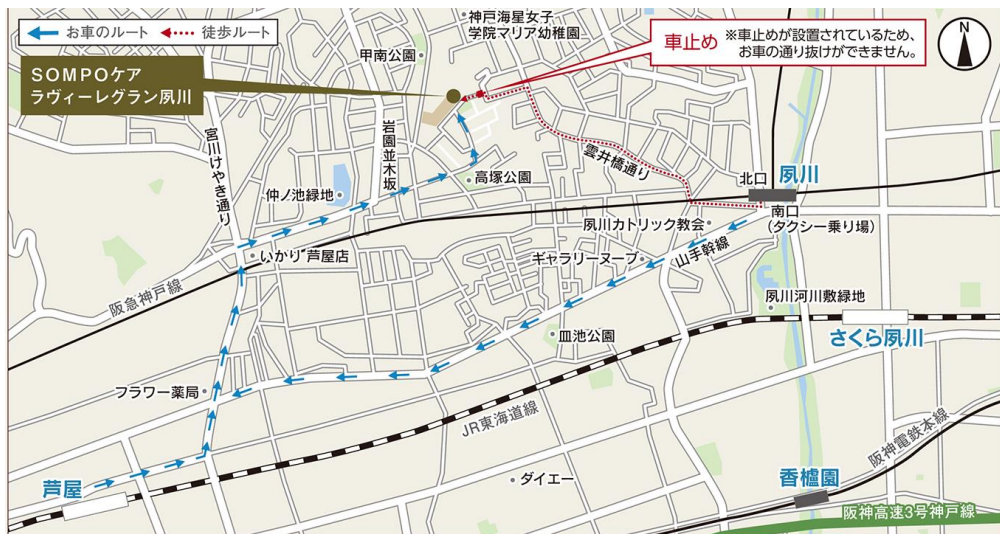 お車のルート
徒歩ルート
神戸海星女子
学院マリア幼稚園
甲南公園
車止め
※車止めが設置されているため、
お車の通り抜けができません。
N
SOMPOケア
ラヴィーレグラン夙川
宮川けやき通り
岩園並木坂
仲ノ池緑地
高塚公園
雲井橋通り
北口
夙川
南口
(タクシー乗り場)
夙川カトリック教会
いかり 芦屋店
ギャラリーヌーブ
山手幹線
阪急神戸線
夙川河川敷緑地
さくら夙川
皿池公園
フラワー薬局
JR東海道線
阪神電鉄本線
芦屋
ダイエー
香櫨園
阪神高速3号神戸線